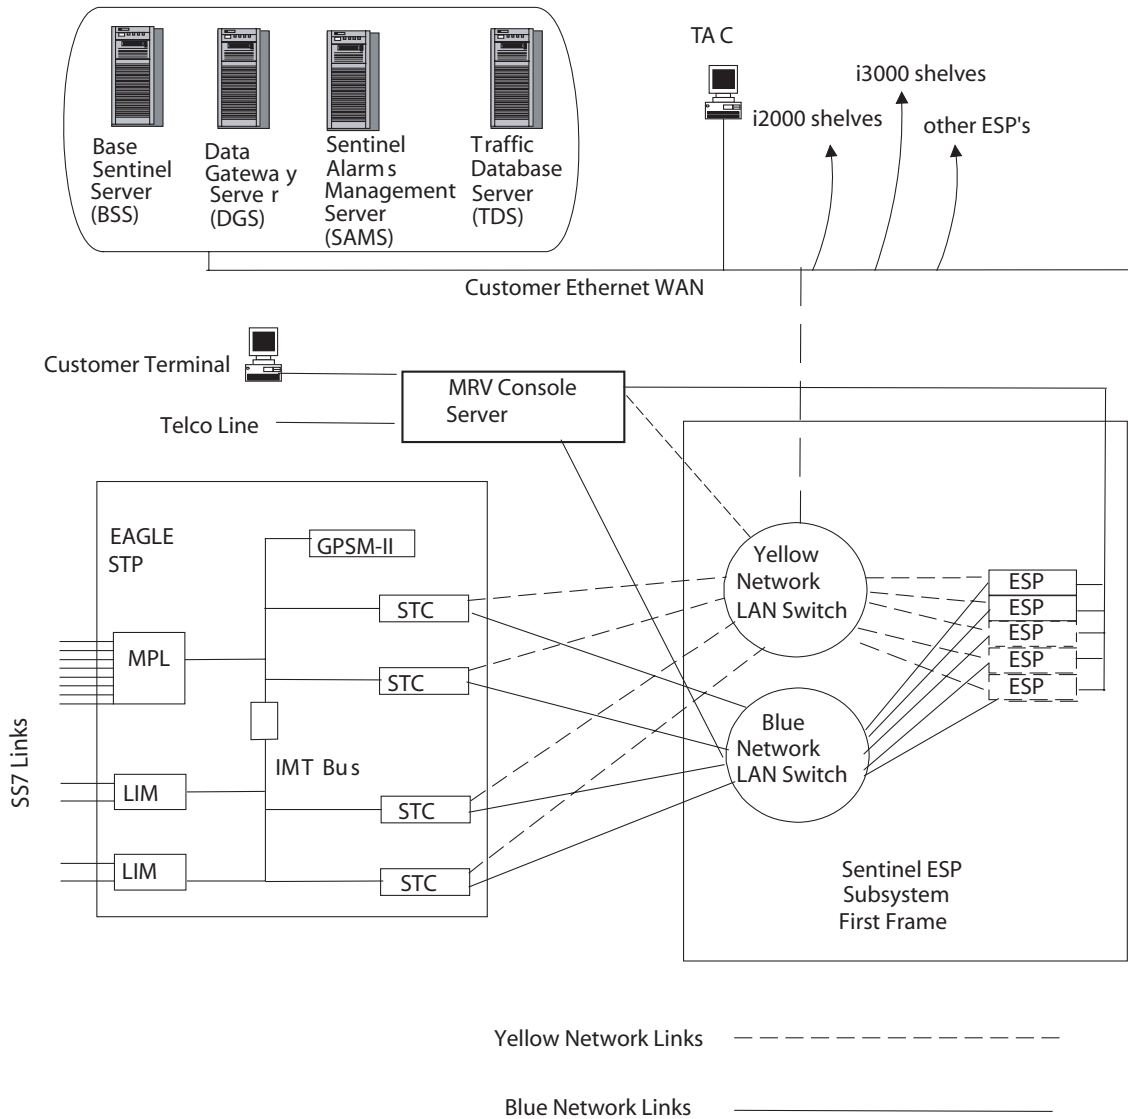 Base
Sentinel
Server
(BSS)
Data
Gatewa y
Serve r
(DGS)
Sentinel
Alarm s
Management
Server
(SAMS)
Traffic
Database
Server
(TDS)
TA C
i2000 shelves
i3000 shelves
other ESP's
Customer Ethernet WAN
Customer Terminal
Telco Line
MRV Console
Server
EAGLE
STP
GPSM-II
STC
STC
STC
STC
MPL
LIM
LIM
IMT Bus
SS7 Links
Yellow
Network
LAN Switch
Blue
Network
LAN Switch
ESP
ESP
ESP
ESP
ESP
Sentinel ESP
Subsystem
First Frame
Yellow Network Links
Blue Network Links